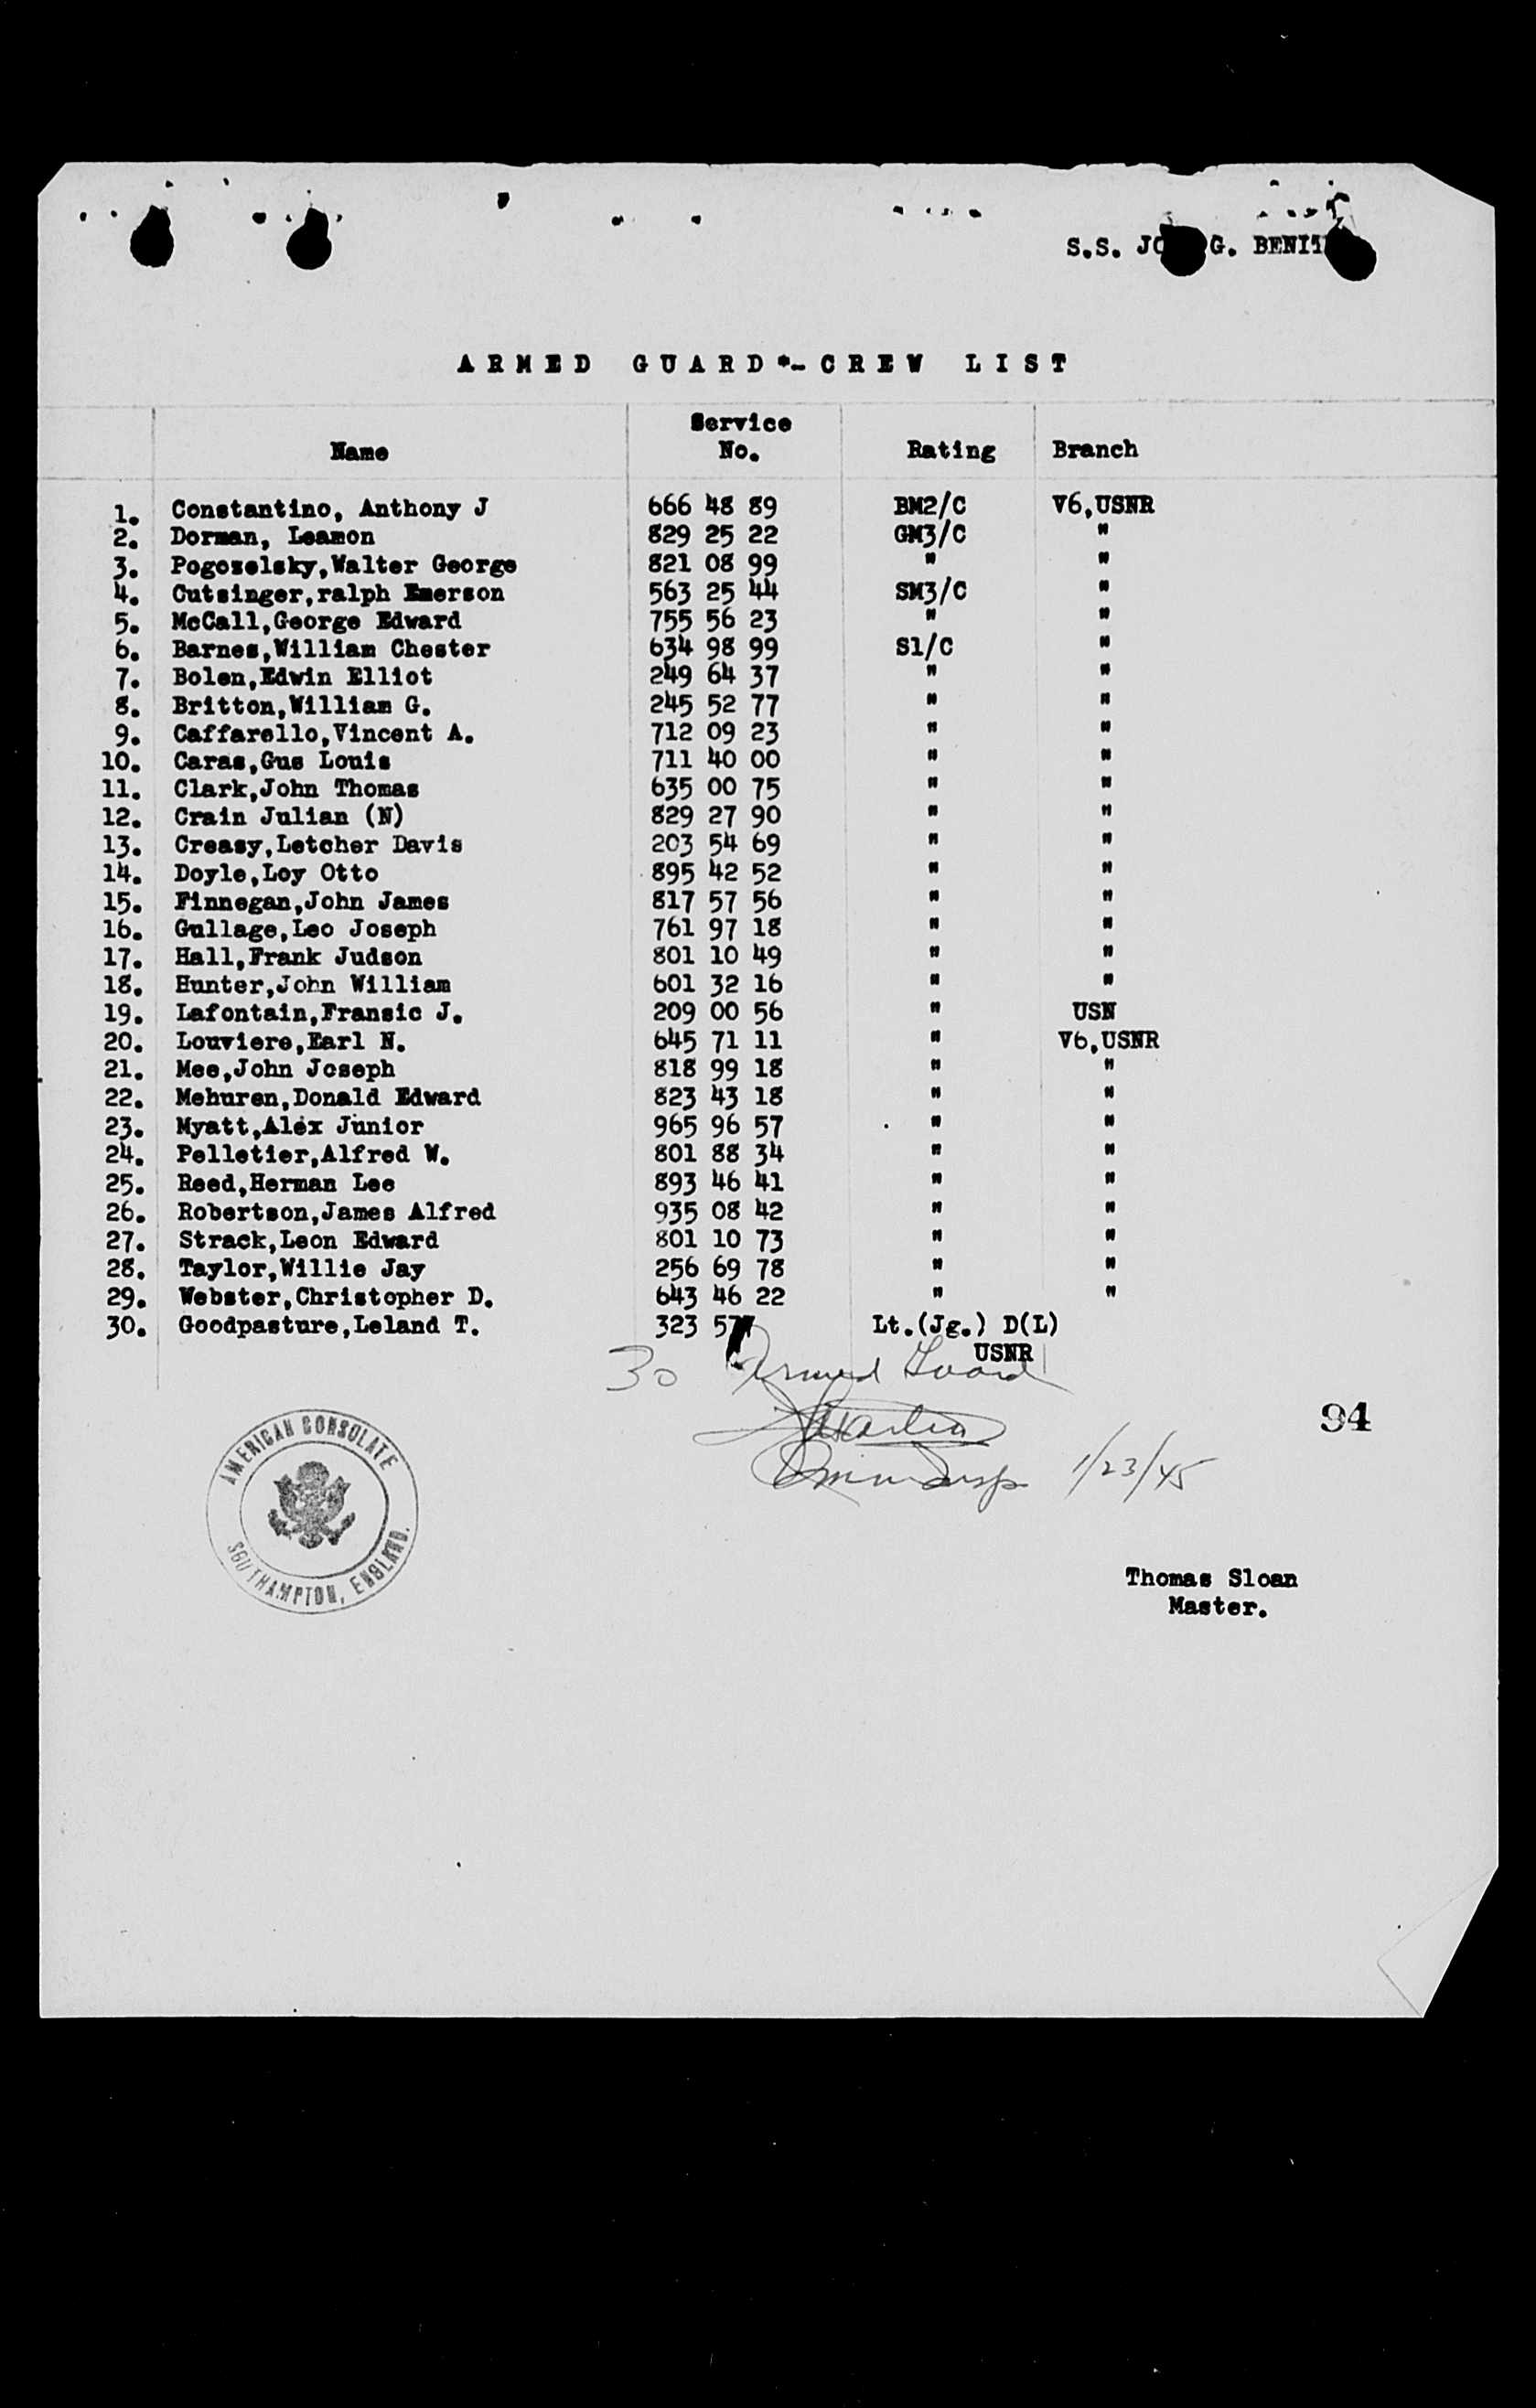 S.S. JO G. BENIT
ARMED GUARD*-CREW LIST
Name Service No. Rating Branch
1. Constantino, Anthony J 666 48 89 BM2/C V6,USNR
2. Dorman, Leamon 829 25 22 GM3/C "
3. Pogozelsky,Walter George 821 08 99 " "
4. Cutsinger,ralph Emerson 563 25 44 SM3/C "
5. McCall,George Edward 755 56 23 " "
6. Barnes,William Chester 634 98 99 S1/C "
7. Bolen,Edwin Elliot 249 64 37 " "
8. Britton,William G. 245 52 77 " "
9. Caffarello,Vincent A. 712 09 23 " "
10. Caras,Gus Louis 711 40 00 " "
11. Clark,John Thomas 635 00 75 " "
12. Crain Julian (N) 829 27 90 " "
13. Creasy,Letcher Davis 203 54 69 " "
14. Doyle,Loy Otto 895 42 52 " "
15. Finnegan,John James 817 57 56 " "
16. Gullage,Leo Joseph 761 97 18 " "
17. Hall,Frank Judson 801 10 49 " "
18. Hunter,John William 601 32 16 " "
19. Lafontain,Fransic J. 209 00 56 " USN
20. Louviere,Earl N. 645 71 11 " V6,USNR
21. Mee,John Joseph 818 99 18 " "
22. Mehuren,Donald Edward 823 43 18 " "
23. Myatt,Alex Junior 965 96 57 " "
24. Pelletier,Alfred W. 801 88 34 " "
25. Reed,Herman Lee 893 46 41 " "
26. Robertson,James Alfred 935 08 42 " "
27. Strack,Leon Edward 801 10 73 " "
28. Taylor,Willie Jay 256 69 78 " "
29. Webster,Christopher D. 643 46 22 " "
30. Goodpasture,Leland T. 323 577 Lt.(Jg.) D(L)
USNR
30 Armed Guard
94
1/23/45
AMERICAN CONSOLATE
SOUTHAMPTON, ENGLAND.
Thomas Sloan
Master.